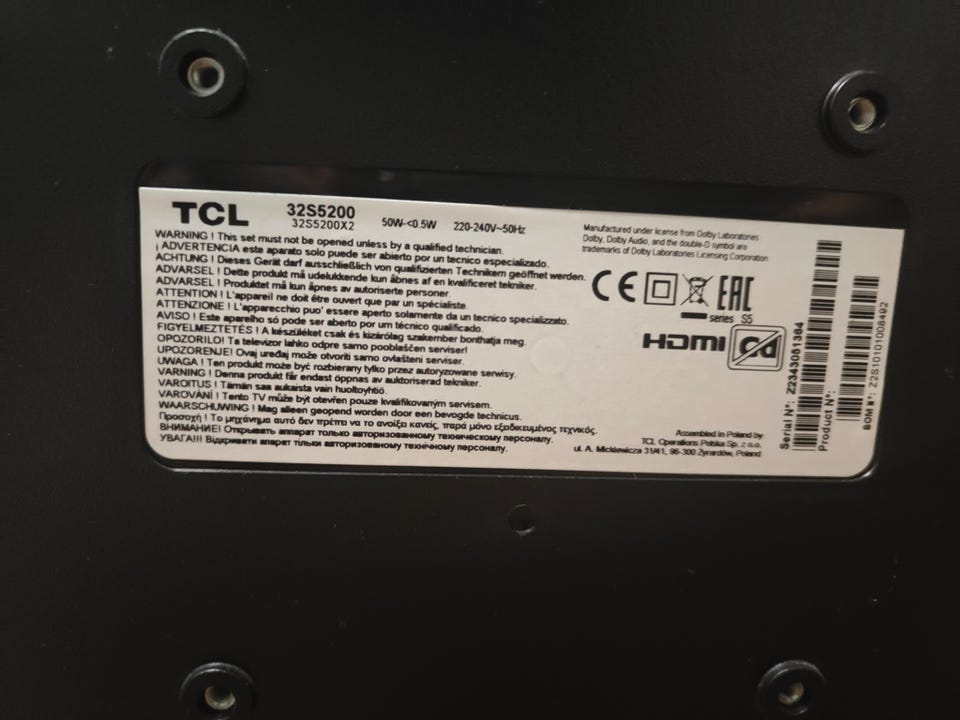 TCL
32S5200
32S5200X2
50W-<0.5W
220-240V~50Hz
WARNING ! This set must not be opened unless by a qualified technician.
¡ ADVERTENCIA este aparato solo puede ser abierto por un tecnico especializado.
ACHTUNG ! Dieses Gerät darf ausschließlich von qualifizierten Technikern geöffnet werden.
ADVARSEL ! Dette produkt må udelukkende kun åbnes af en kvalificeret tekniker.
ADVARSEL ! Produktet må kun åpnes av autoriserte personer.
ATTENTION ! L'appareil ne doit être ouvert que par un spécialiste.
ATTENZIONE ! L'apparecchio puo' essere aperto solamente da un tecnico specializzato.
AVISO ! Este aparelho só pode ser aberto por um técnico qualificado.
FIGYELMEZTETÉS ! A készüléket csak és kizárólag szakember bonthatja meg.
OPOZORILO! Ta televizor lahko odpre samo pooblaščen serviser!
UPOZORENJE! Ovaj uređaj može otvoriti samo ovlašteni serviser.
UWAGA ! Ten produkt może być rozbierany tylko przez autoryzowane serwisy.
VARNING ! Denna produkt får endast öppnas av auktoriserad tekniker.
VAROITUS ! Tämän saa aukaista vain huoltoyhtiö.
VAROVÁNÍ ! Tento TV může být otevřen pouze kvalifikovaným servisem.
WAARSCHUWING ! Mag alleen geopend worden door een bevoegde technicus.
Προσοχή ! Το μηχάνημα αυτό δεν πρέπει να το ανοίξει κανείς, παρά μόνο εξειδικευμένος τεχνικός.
ВНИМАНИЕ! Открывать аппарат только авторизованному техническому персоналу.
УВАГА!!! Відкривати апарат тільки авторизованому технічному персоналу.
Manufactured under license from Dolby Laboratories
Dolby, Dolby Audio, and the double-D symbol are
trademarks of Dolby Laboratories Licensing Corporation
CE
EAC
series S5
HDMI
Assembled in Poland by
TCL Operations Polska Sp. z o.o.
ul. A. Mickiewicza 31/41, 96-300 Żyrardów, Poland
Serial N°: Z2343051364
Product N°:
BOM #: Z2S10101008492